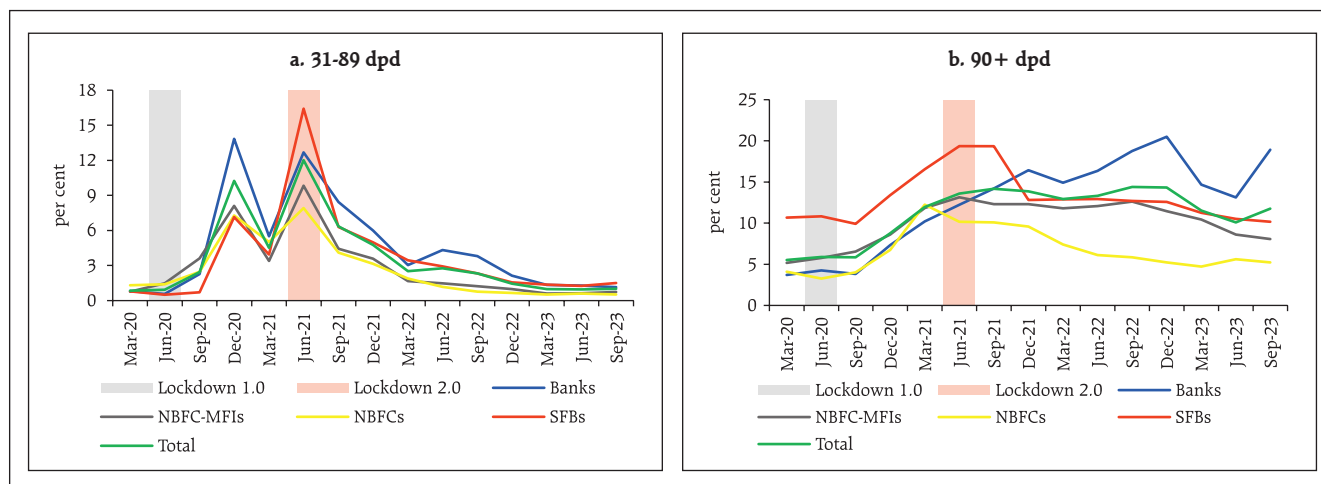 a. 31-89 dpd
per cent
18
15
12
9
6
3
0
Mar-20
Jun-20
Sep-20
Dec-20
Mar-21
Jun-21
Sep-21
Dec-21
Mar-22
Jun-22
Sep-22
Dec-22
Mar-23
Jun-23
Sep-23
Lockdown 1.0 Lockdown 2.0 Banks
NBFC-MFIs NBFCs SFBs
Total
b. 90+ dpd
per cent
25
20
15
10
5
0
Mar-20
Jun-20
Sep-20
Dec-20
Mar-21
Jun-21
Sep-21
Dec-21
Mar-22
Jun-22
Sep-22
Dec-22
Mar-23
Jun-23
Sep-23
Lockdown 1.0 Lockdown 2.0 Banks
NBFC-MFIs NBFCs SFBs
Total